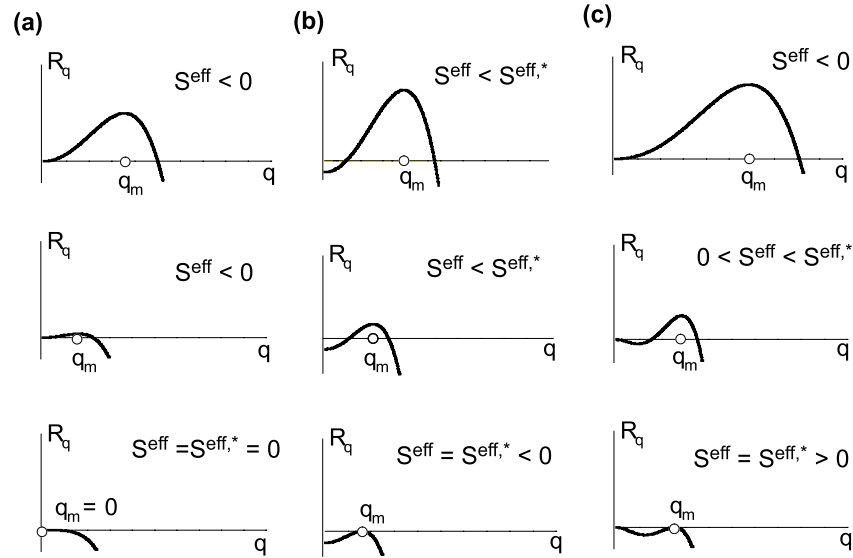 (a)
(b)
(c)
R_q
S^eff < 0
q_m
q
R_q
S^eff < S^eff,*
q_m
R_q
S^eff < 0
q_m
q
R_q
S^eff < 0
q_m
q
R_q
S^eff < S^eff,*
q_m
q
R_q
0 < S^eff < S^eff,*
q_m
q
R_q
S^eff =S^eff,* = 0
q_m = 0
q
R_q
S^eff = S^eff,* < 0
q_m
q
R_q
S^eff = S^eff,* > 0
q_m
q